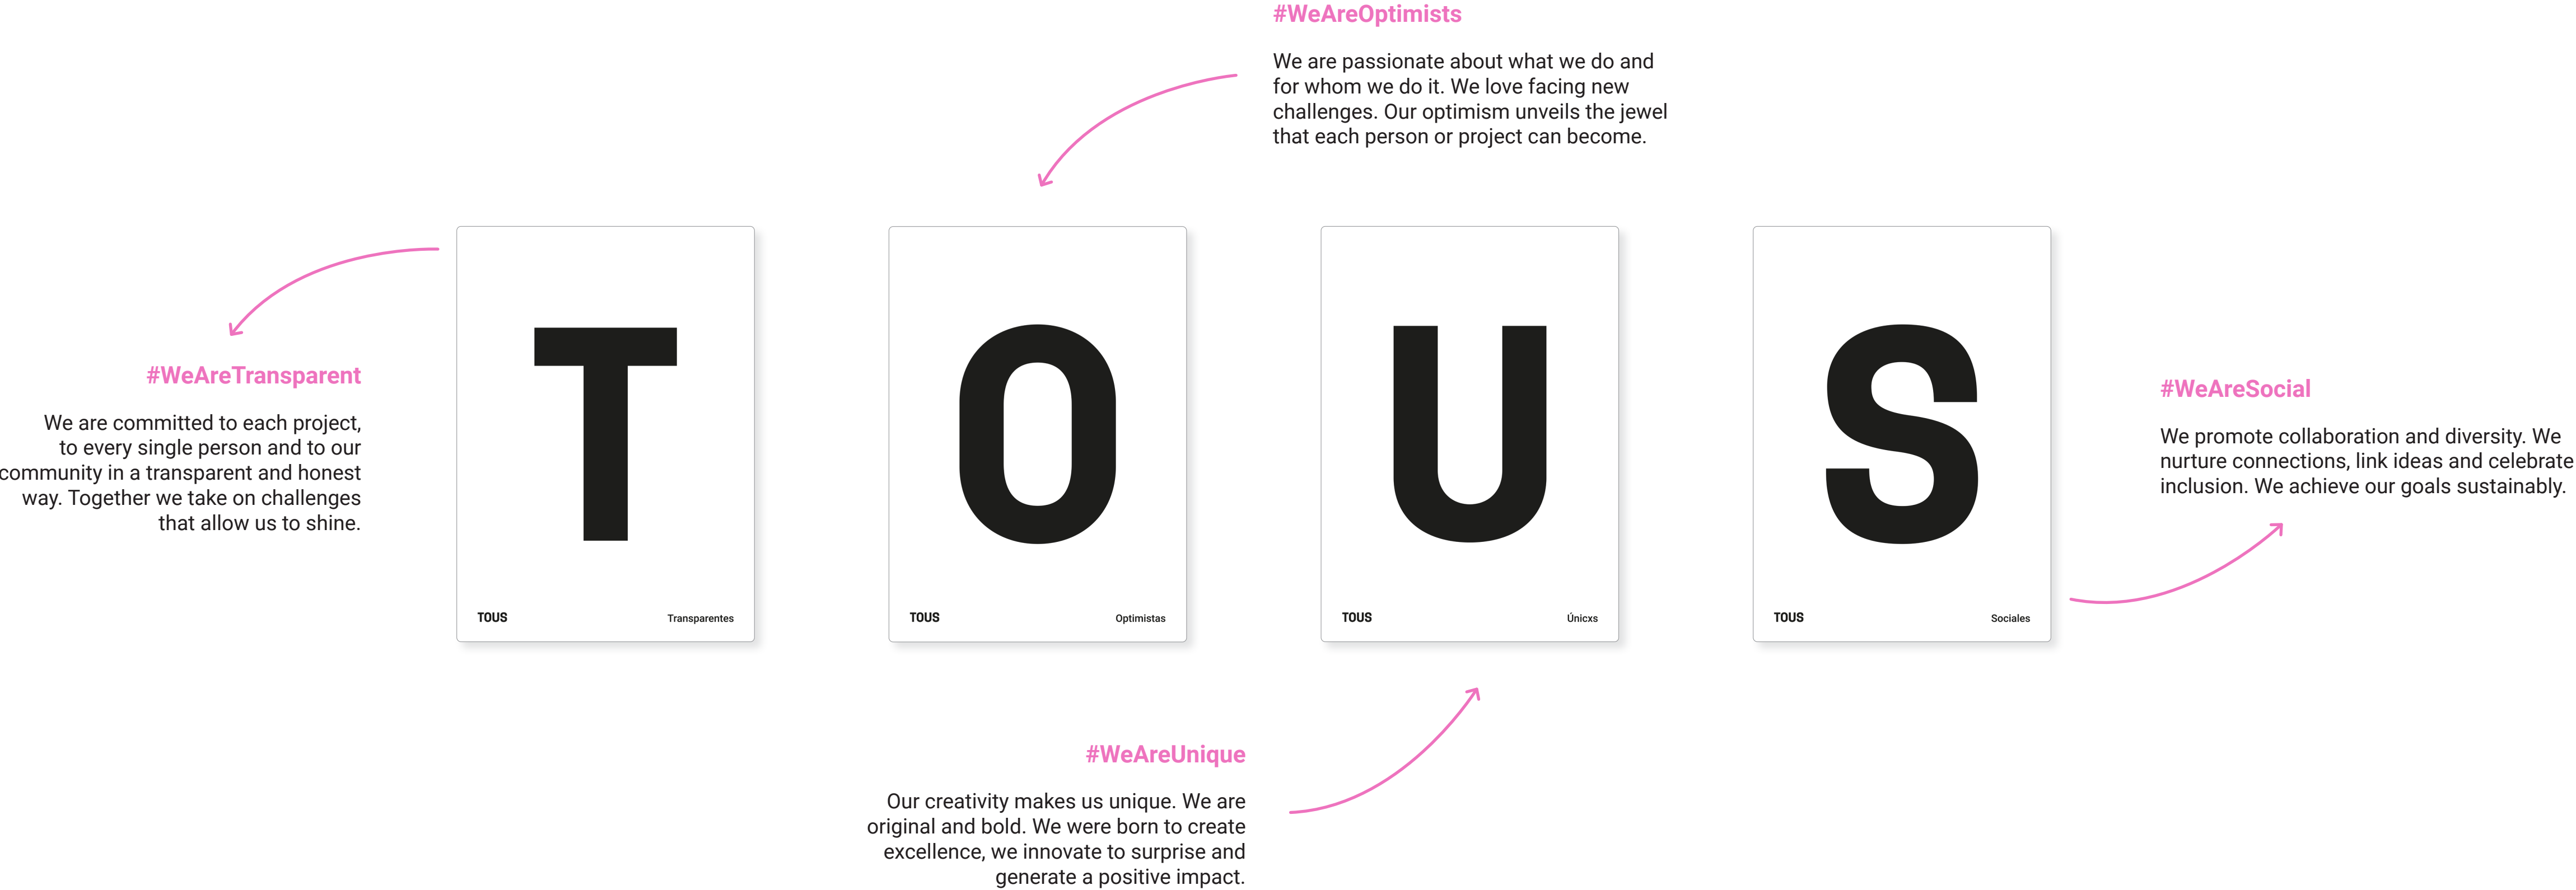 #WeAreOptimists
We are passionate about what we do and
for whom we do it. We love facing new
challenges. Our optimism unveils the jewel
that each person or project can become.
#WeAreTransparent
We are committed to each project,
to every single person and to our
community in a transparent and honest
way. Together we take on challenges
that allow us to shine.
T
TOUS Transparentes
O
TOUS Optimistas
U
TOUS Únicxs
S
TOUS Sociales
#WeAreSocial
We promote collaboration and diversity. We
nurture connections, link ideas and celebrate
inclusion. We achieve our goals sustainably.
#WeAreUnique
Our creativity makes us unique. We are
original and bold. We were born to create
excellence, we innovate to surprise and
generate a positive impact.